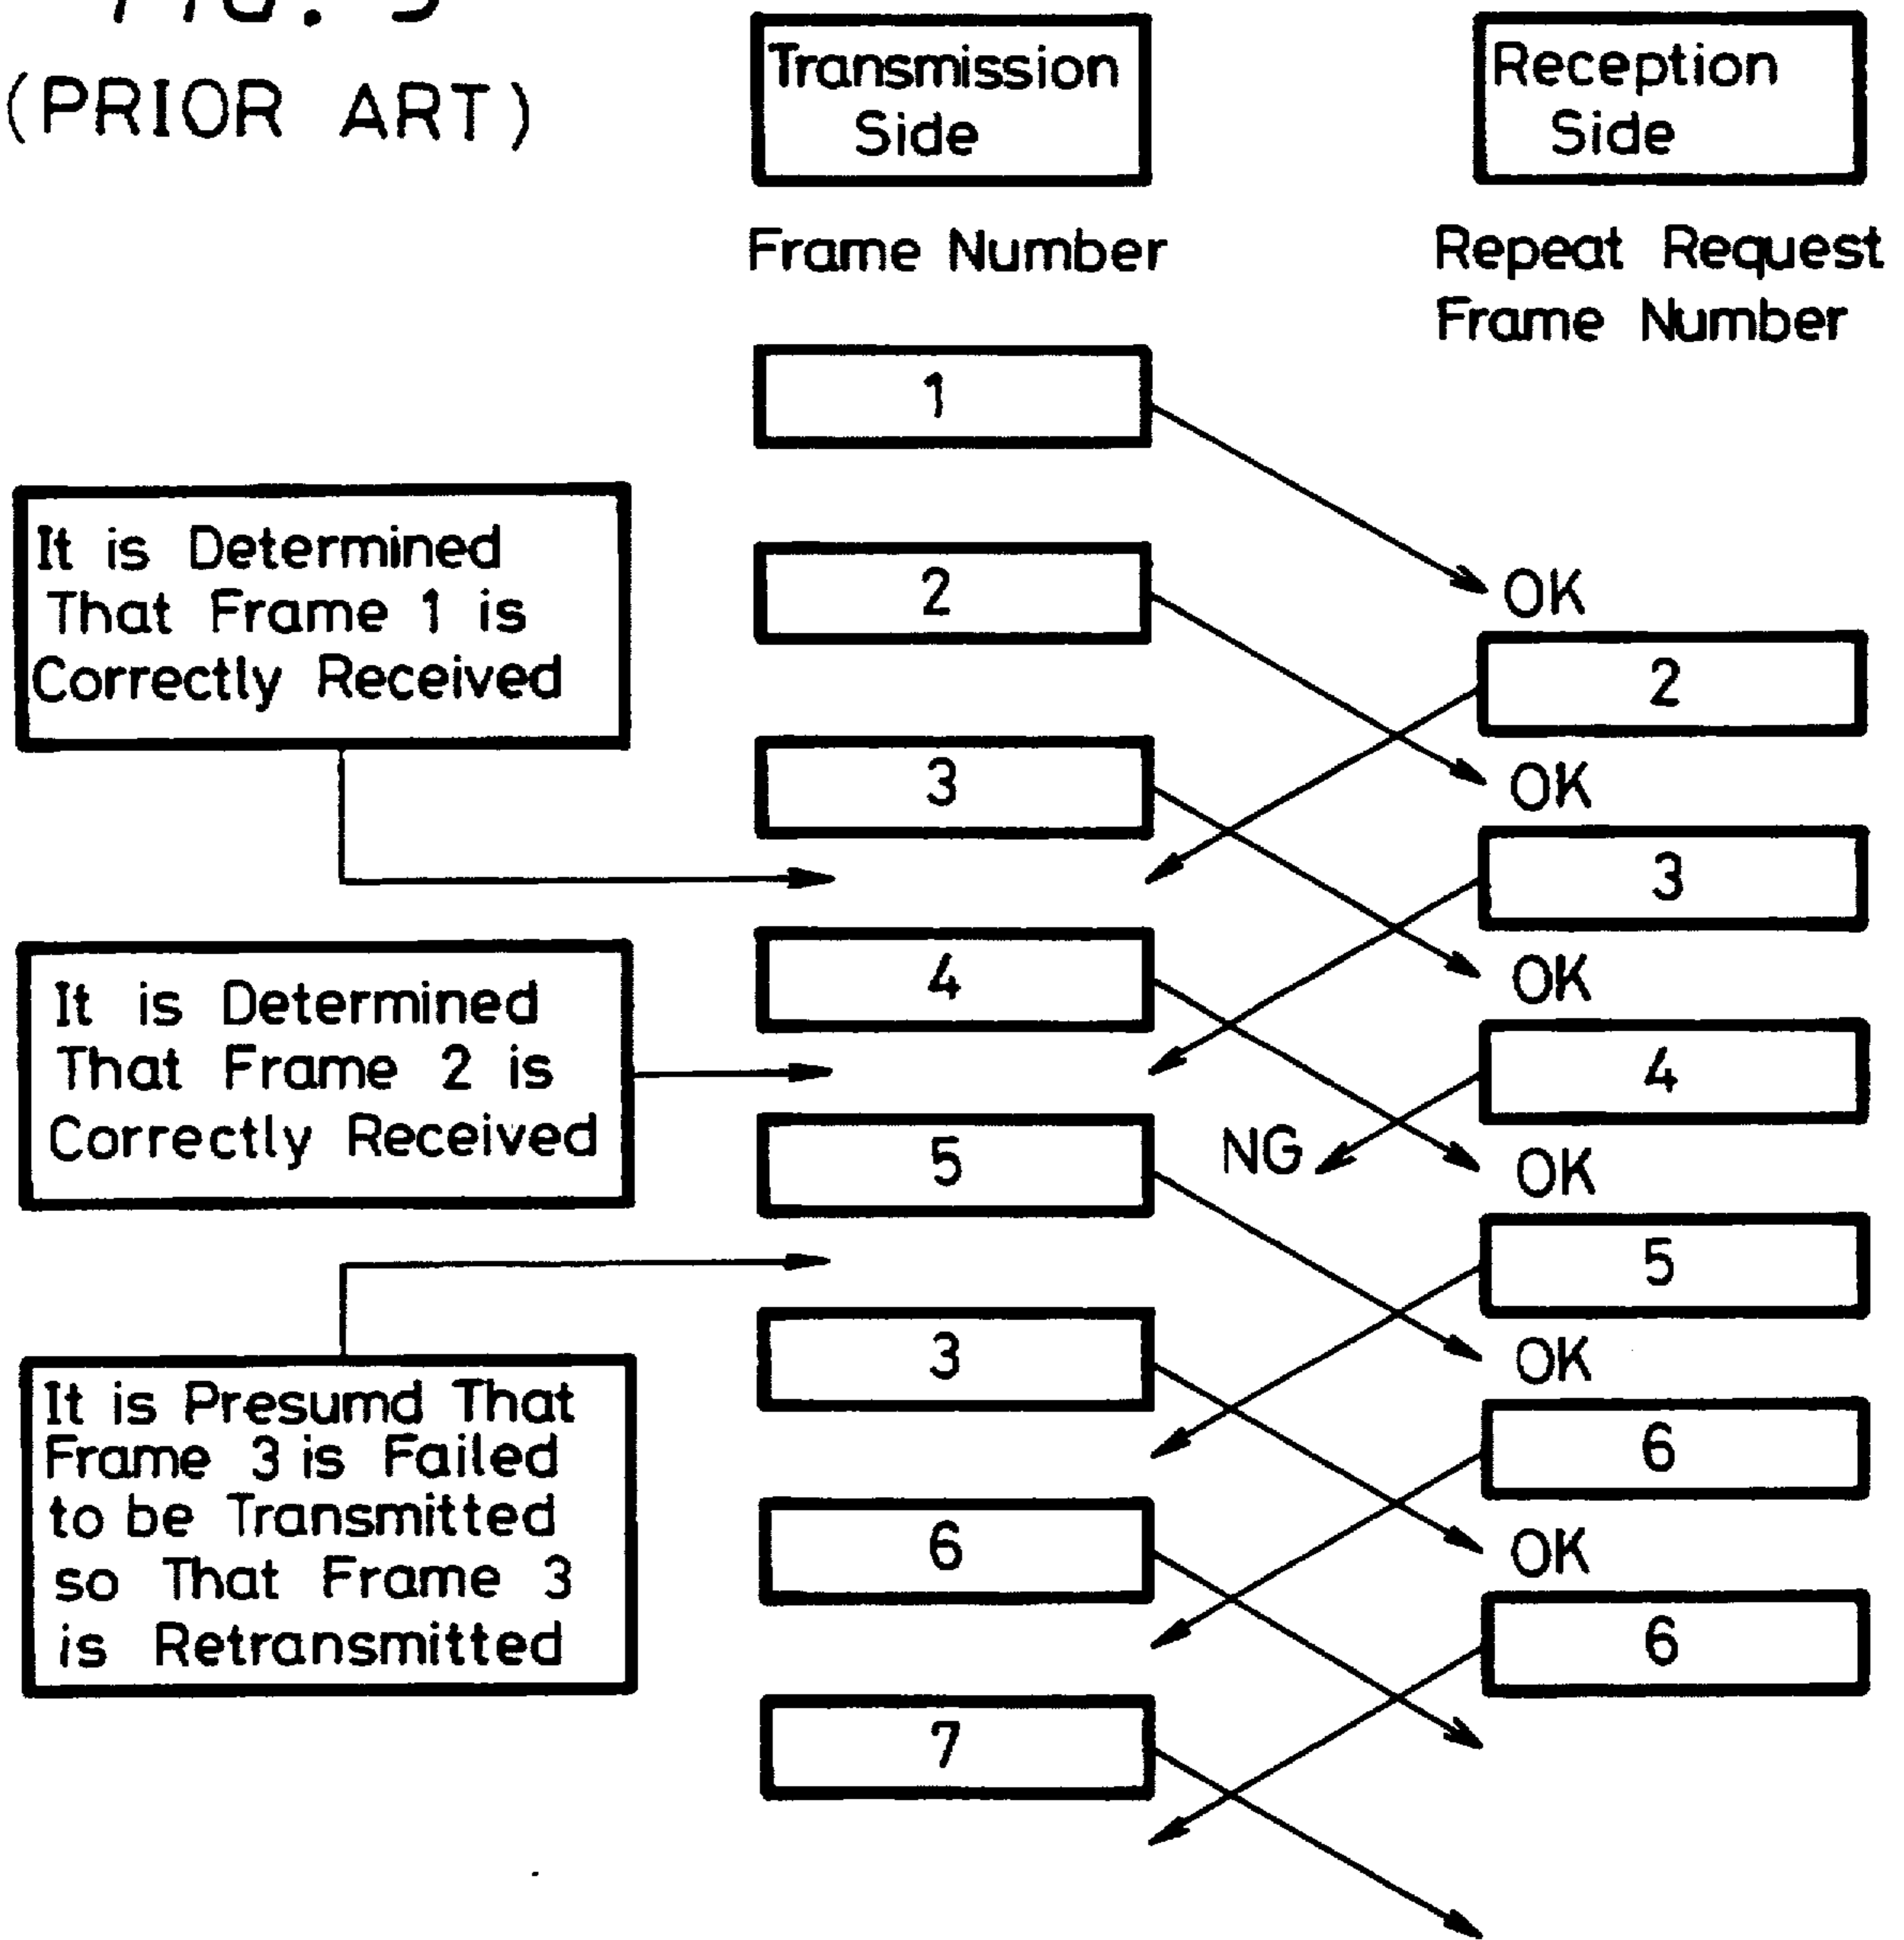 (PRIOR ART)
Transmission
Side
Reception
Side
Frame Number
Repeat Request
Frame Number
1
It is Determined
That Frame 1 is
Correctly Received
2
OK
2
3
OK
3
It is Determined
That Frame 2 is
Correctly Received
4
OK
4
5
NG
OK
5
It is Presumd That
Frame 3 is Failed
to be Transmitted
so That Frame 3
is Retransmitted
3
OK
6
6
OK
6
7